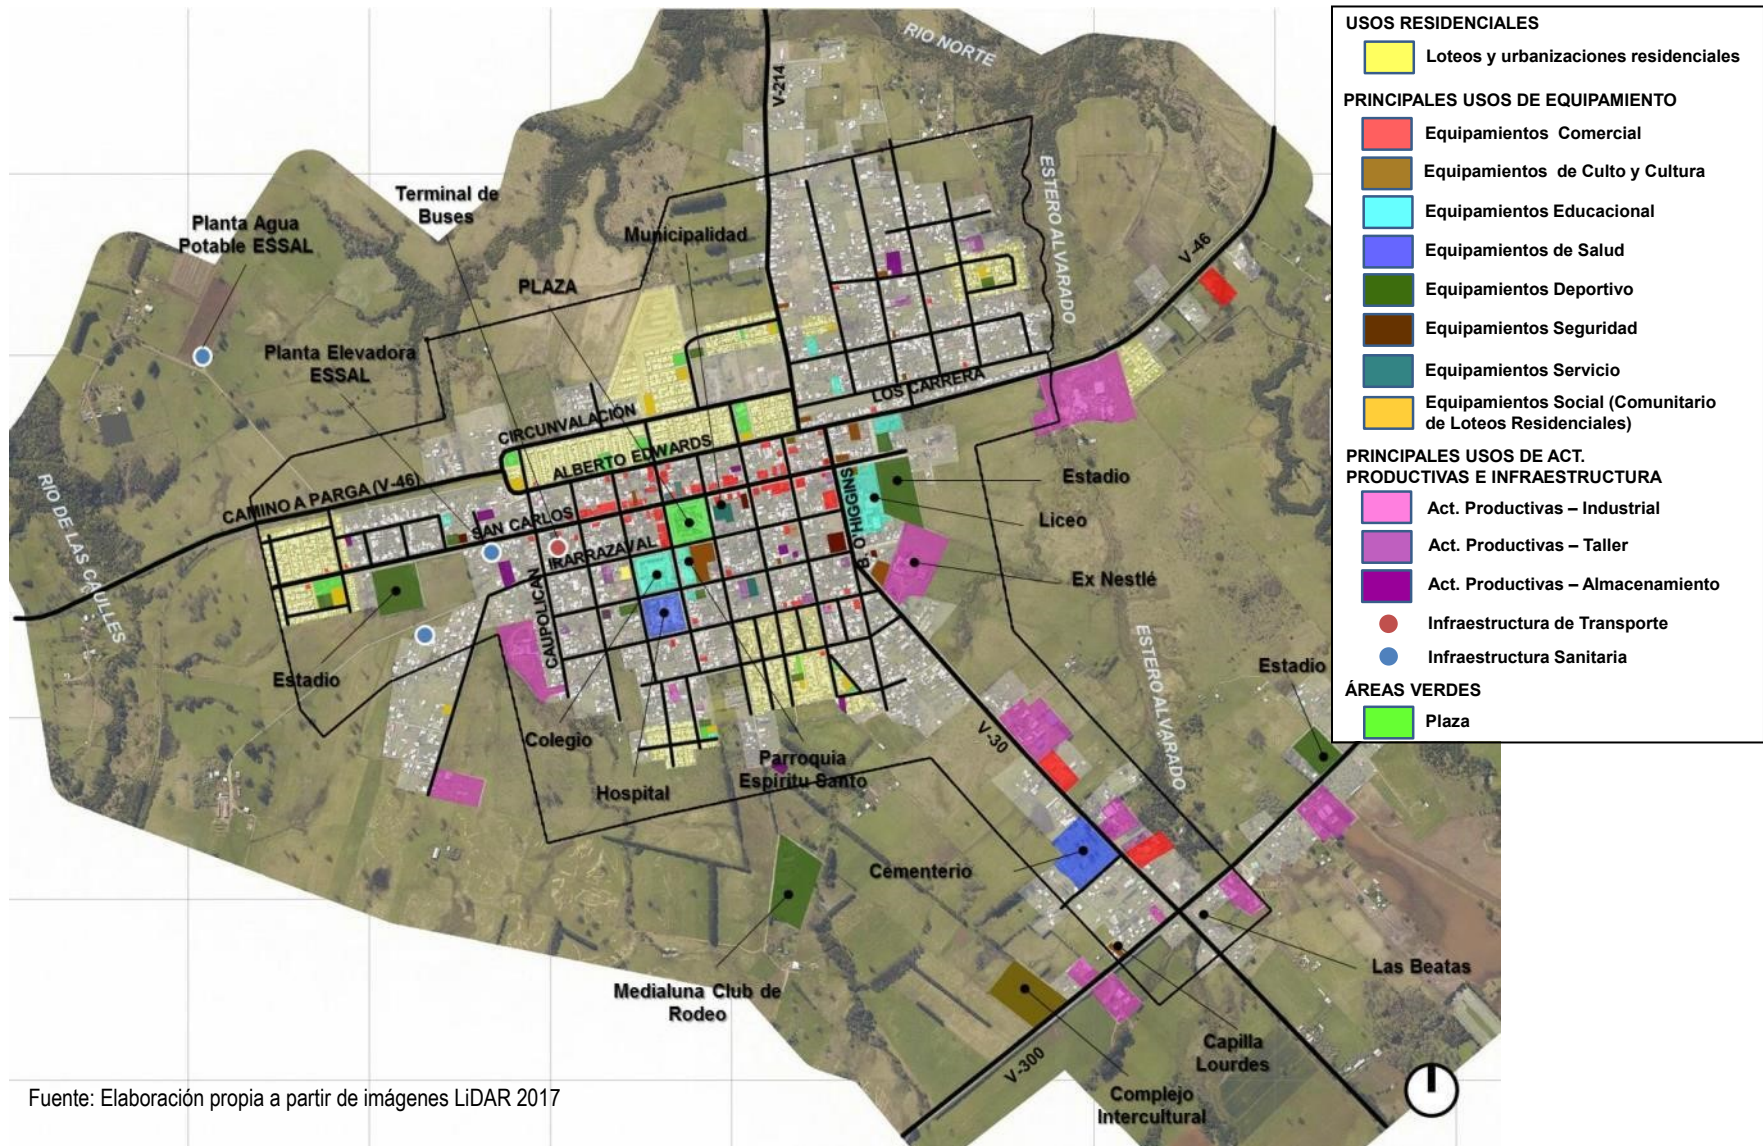 USOS RESIDENCIALES
Loteos y urbanizaciones residenciales
PRINCIPALES USOS DE EQUIPAMIENTO
Equipamientos Comercial
Equipamientos de Culto y Cultura
Equipamientos Educacional
Equipamientos de Salud
Equipamientos Deportivo
Equipamientos Seguridad
Equipamientos Servicio
Equipamientos Social (Comunitario
de Loteos Residenciales)
PRINCIPALES USOS DE ACT.
PRODUCTIVAS E INFRAESTRUCTURA
Act. Productivas – Industrial
Act. Productivas – Taller
Act. Productivas – Almacenamiento
Infraestructura de Transporte
Infraestructura Sanitaria
ÁREAS VERDES
Plaza
RIO NORTE
V-214
ESTERO ALVARADO
V-46
Terminal de
Buses
Planta Agua
Potable ESSAL
Municipalidad
PLAZA
Planta Elevadora
ESSAL
LOS CARRERA
CIRCUNVALACIÓN
ALBERTO EDWARDS
CAMINO A PARGA (V-46)
SAN CARLOS
IRARRAZAVAL
B. O'HIGGINS
CAUPOLICAN
RIO DE LAS CAULLES
Estadio
Liceo
Ex Nestlé
Estadio
Estadio
ESTERO ALVARADO
V-30
Colegio
Hospital
Parroquia
Espíritu Santo
Cementerio
Medialuna Club de
Rodeo
Las Beatas
Capilla
Lourdes
V-300
Complejo
Intercultural
Fuente: Elaboración propia a partir de imágenes LiDAR 2017